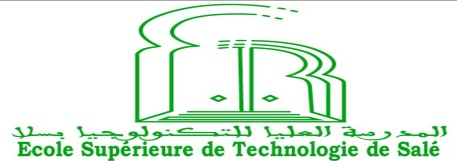 المدرسة العليا للتكنولوجيا بسلا
Ecole Supérieure de Technologie de Salé